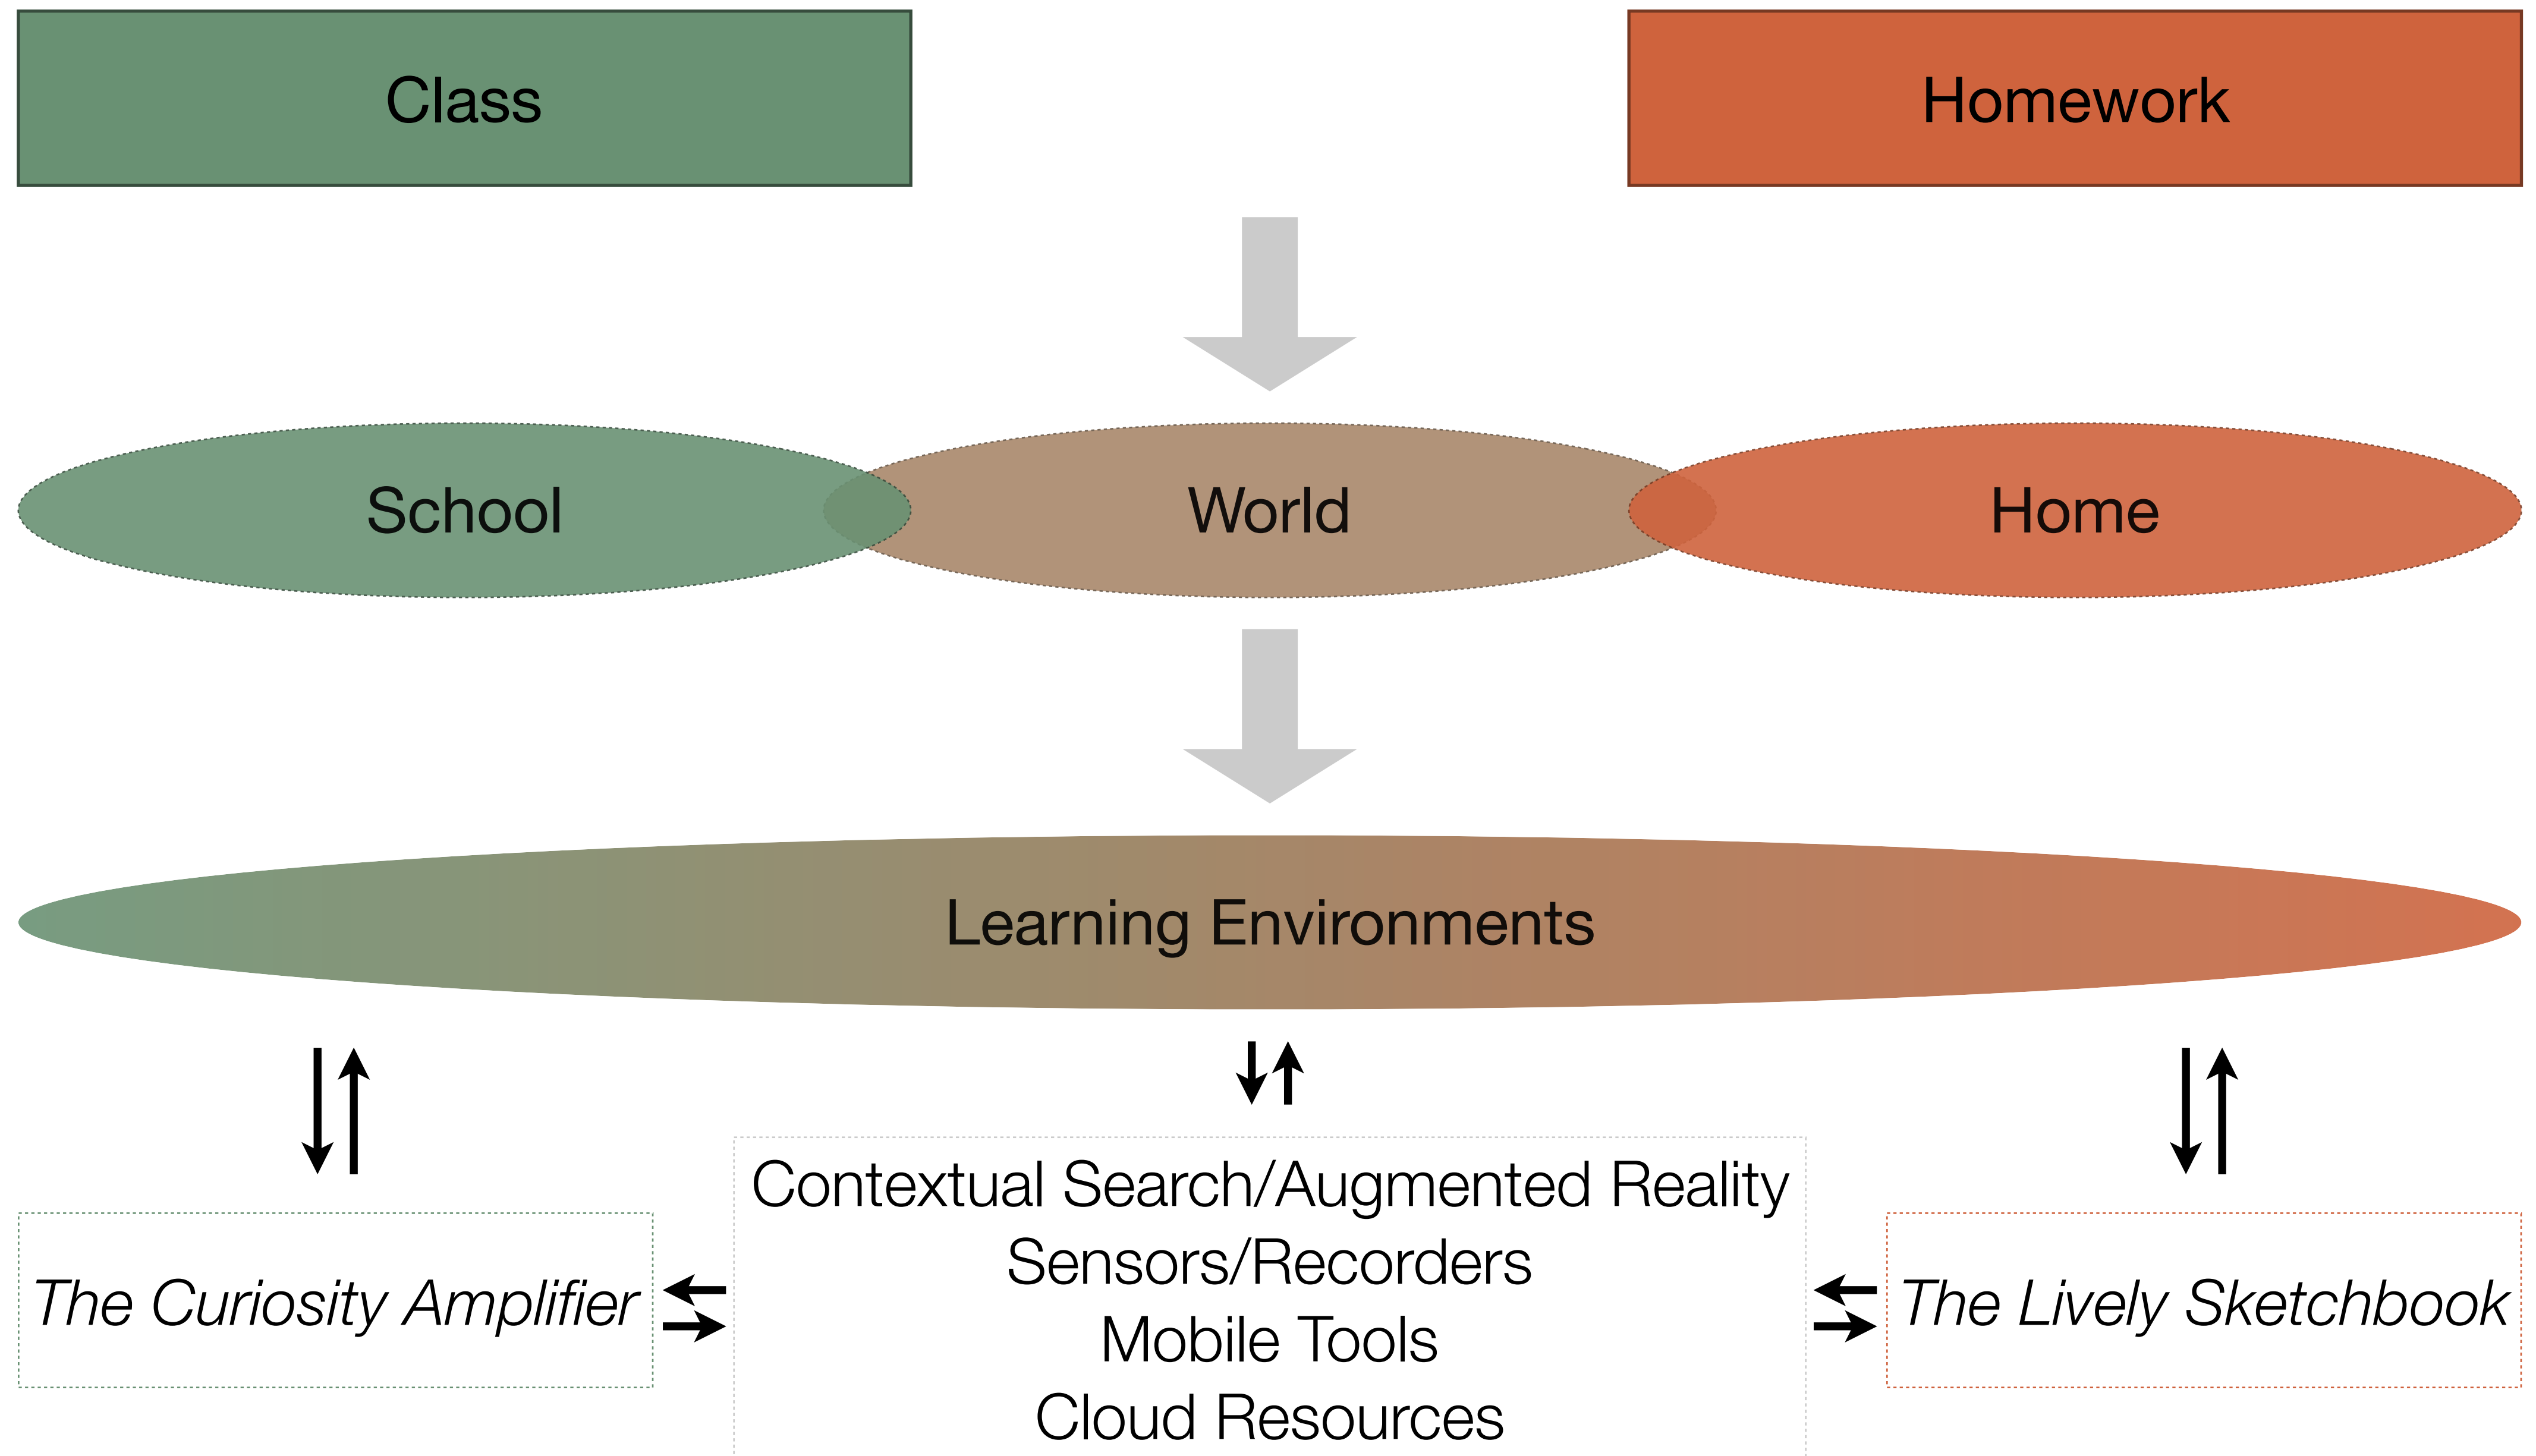 Class
Homework
School
World
Home
Learning Environments
The Curiosity Amplifier
Contextual Search/Augmented Reality
Sensors/Recorders
Mobile Tools
Cloud Resources
The Lively Sketchbook